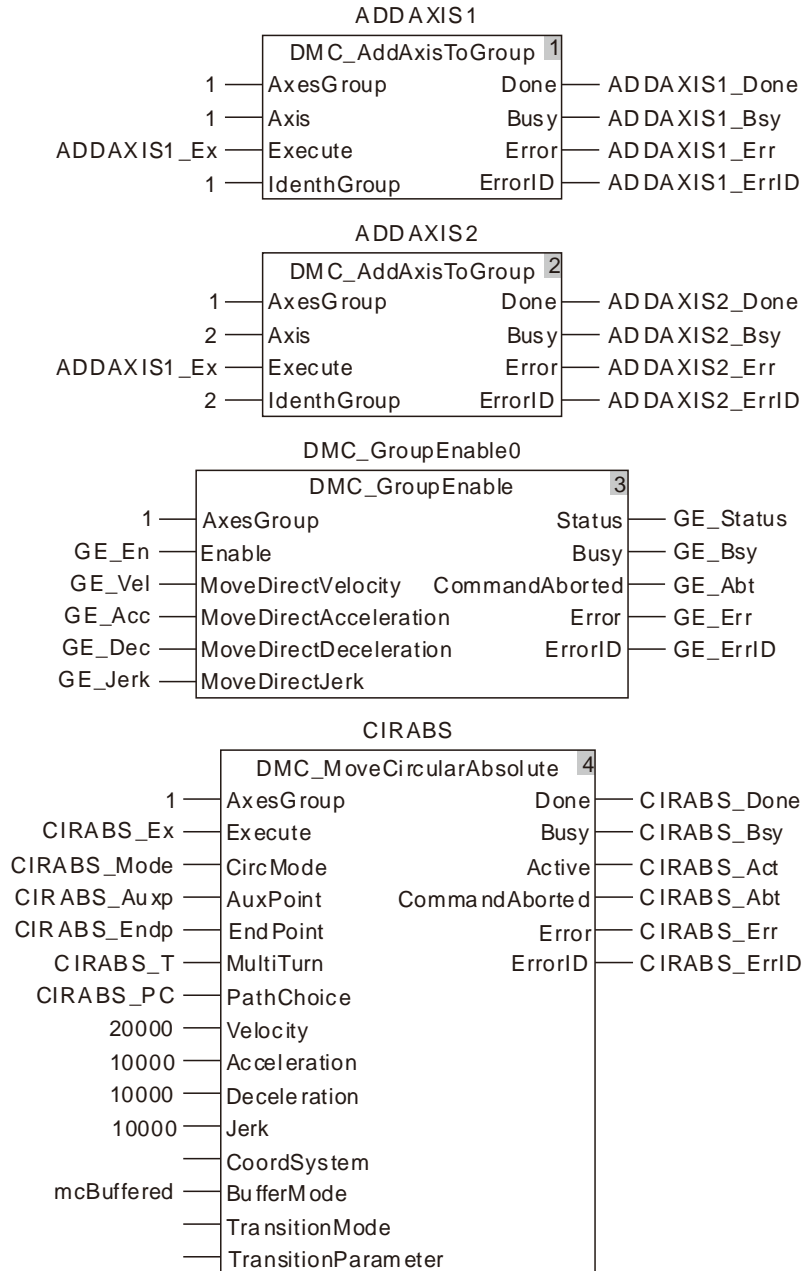 ADDAXIS1
DMC_AddAxisToGroup 1
1 AxesGroup Done ADDAXIS1_Done
1 Axis Busy ADDAXIS1_Bsy
ADDAXIS1_Ex Execute Error ADDAXIS1_Err
1 IdenthGroup ErrorID ADDAXIS1_ErrID
ADDAXIS2
DMC_AddAxisToGroup 2
1 AxesGroup Done ADDAXIS2_Done
2 Axis Busy ADDAXIS2_Bsy
ADDAXIS1_Ex Execute Error ADDAXIS2_Err
2 IdenthGroup ErrorID ADDAXIS2_ErrID
DMC_GroupEnable0
DMC_GroupEnable 3
1 AxesGroup Status GE_Status
GE_En Enable Busy GE_Bsy
GE_Vel MoveDirectVelocity CommandAborted GE_Abt
GE_Acc MoveDirectAcceleration Error GE_Err
GE_Dec MoveDirectDeceleration ErrorID GE_ErrID
GE_Jerk MoveDirectJerk
CIRABS
DMC_MoveCircularAbsolute 4
1 AxesGroup Done CIRABS_Done
CIRABS_Ex Execute Busy CIRABS_Bsy
CIRABS_Mode CircMode Active CIRABS_Act
CIRABS_Auxp AuxPoint CommandAborted CIRABS_Abt
CIRABS_Endp EndPoint Error CIRABS_Err
CIRABS_T MultiTurn ErrorID CIRABS_ErrID
CIRABS_PC PathChoice
20000 Velocity
10000 Acceleration
10000 Deceleration
10000 Jerk
CoordSystem
mcBuffered BufferMode
TransitionMode
TransitionParameter